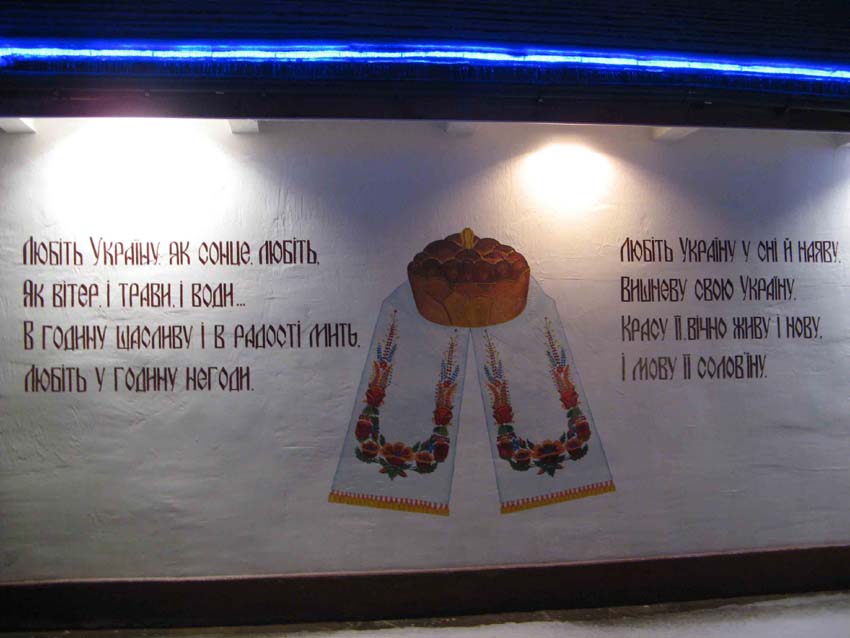 Любіть Україну, як сонце, любіть,
Як вітер, і трави, і води...
В годину щасливу і в радості мить,
Любіть у годину негоди.
Любіть Україну у сні й наяву,
Вишневу свою Україну,
Красу її, вічно живу і нову,
І мову її солов'їну.